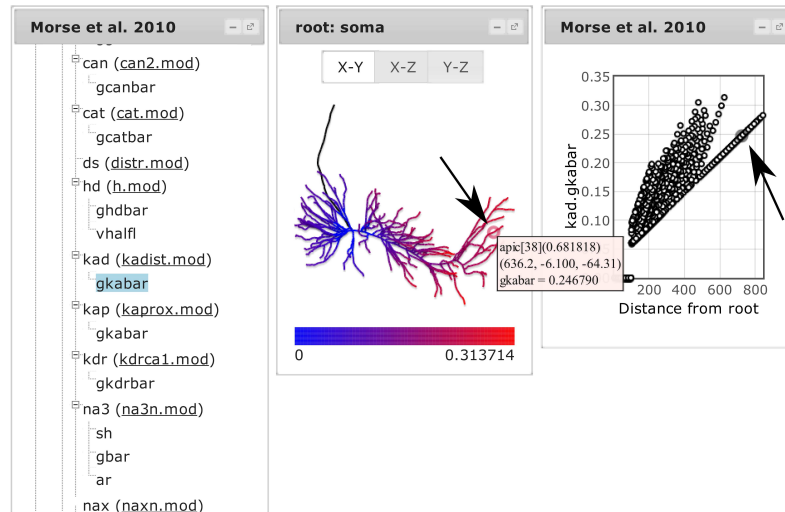 Morse et al. 2010
can (can2.mod)
gcanbar
cat (cat.mod)
gcatbar
ds (distr.mod)
hd (h.mod)
ghdbar
vhalfl
kad (kadist.mod)
gkabar
kap (kaprox.mod)
gkabar
kdr (kdrca1.mod)
gkdrbar
na3 (na3n.mod)
sh
gbar
ar
nax (naxn.mod)
root: soma
X-Y X-Z Y-Z
apic[38](0.681818)
(636.2, -6.100, -64.31)
gkabar = 0.246790
0 0.313714
Morse et al. 2010
kad.gkabar
0.35
0.30
0.25
0.20
0.15
0.10
200 400 600 800
Distance from root